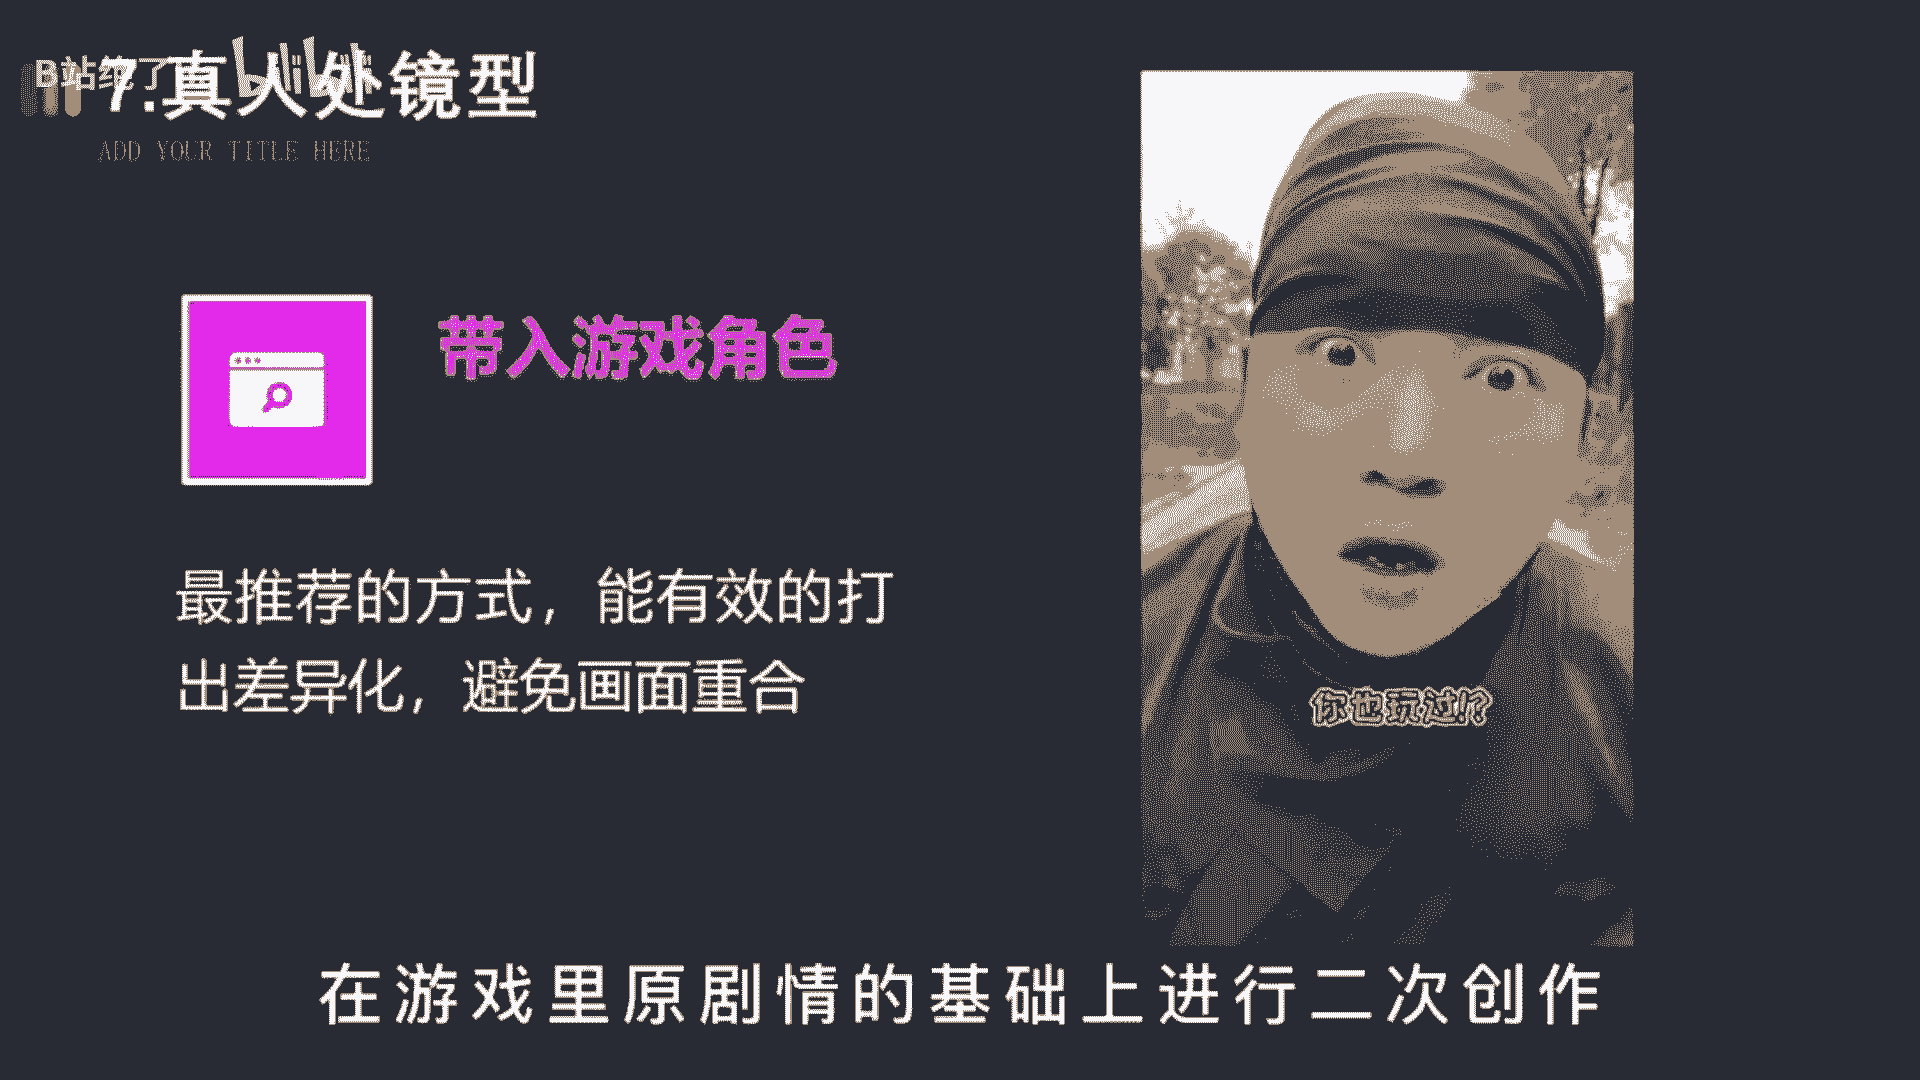 7.真人处镜型
ADD YOUR TITLE HERE
带入游戏角色
最推荐的方式，能有效的打
出差异化，避免画面重合
你也玩过!?
在游戏里原剧情的基础上进行二次创作